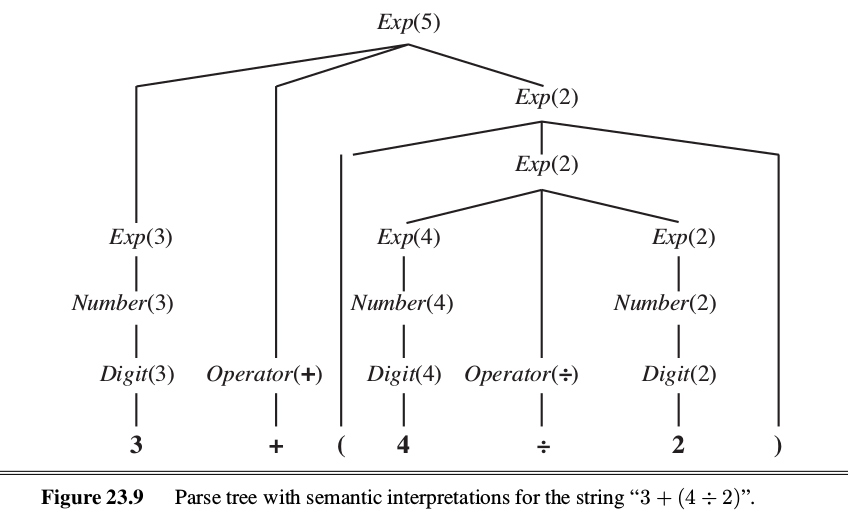 Exp(5)
Exp(2)
Exp(2)
Exp(3) Exp(4) Exp(2)
Number(3) Number(4) Number(2)
Digit(3) Operator(+) Digit(4) Operator(÷) Digit(2)
3 + ( 4 ÷ 2 )
Figure 23.9 Parse tree with semantic interpretations for the string “3 + (4 ÷ 2)”.